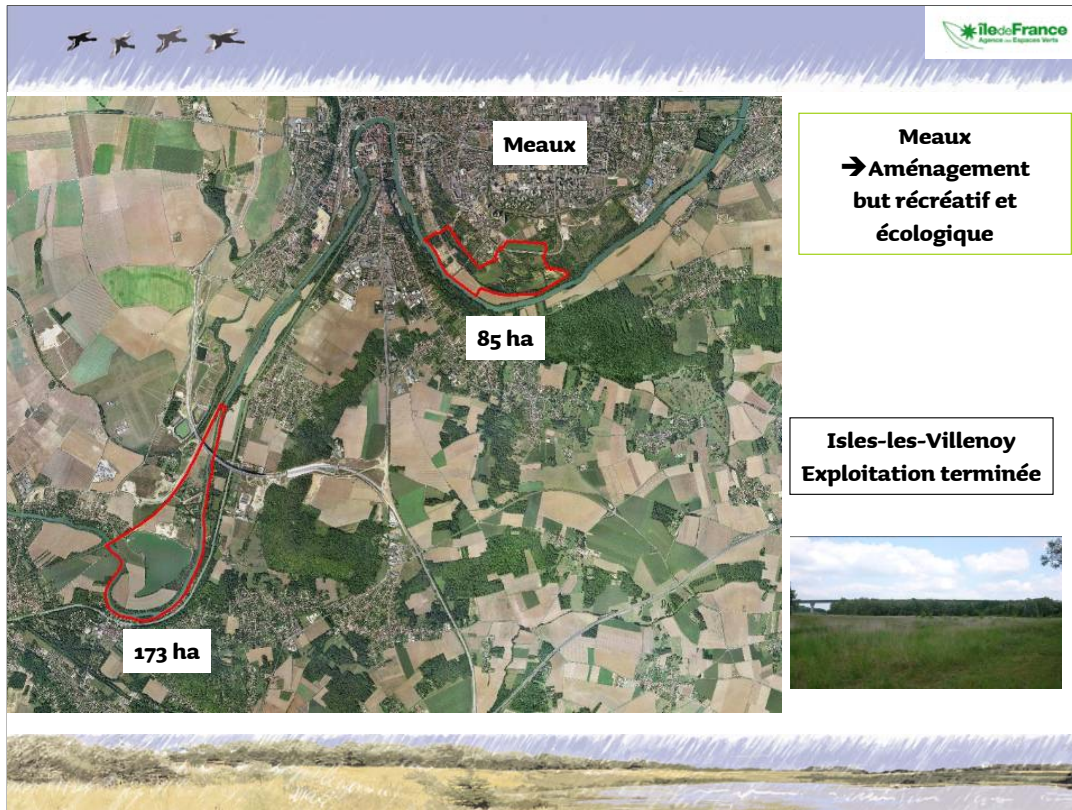 îledeFrance
Agence des Espaces Verts
Meaux
85 ha
173 ha
Meaux
➔Aménagement
but récréatif et
écologique
Isles-les-Villenoy
Exploitation terminée